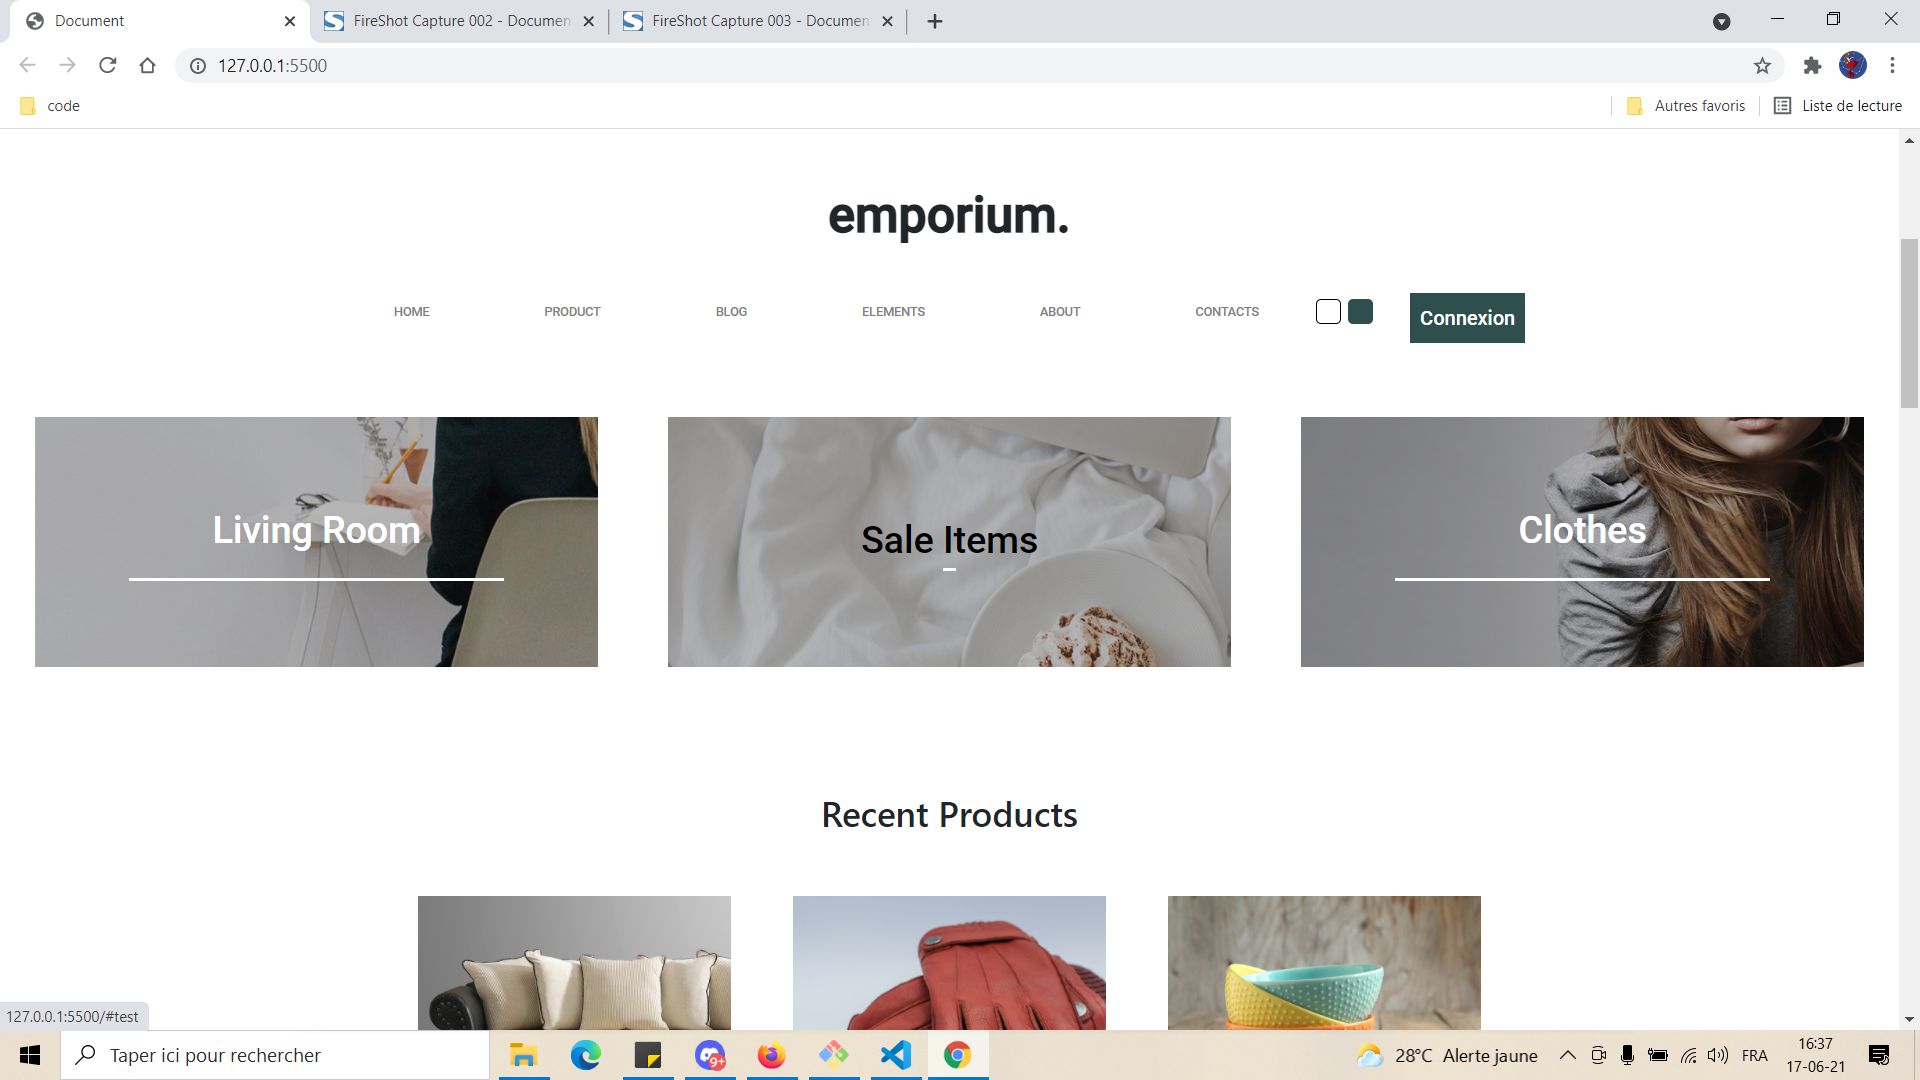 Document
FireShot Capture 002 - Documen
FireShot Capture 003 - Documen
127.0.0.1:5500
code
Autres favoris
Liste de lecture
emporium.
HOME PRODUCT BLOG ELEMENTS ABOUT CONTACTS Connexion
Living Room
Sale Items
Clothes
Recent Products
127.0.0.1:5500/#test
Taper ici pour rechercher
9+
28°C Alerte jaune
FRA
16:37
17-06-21